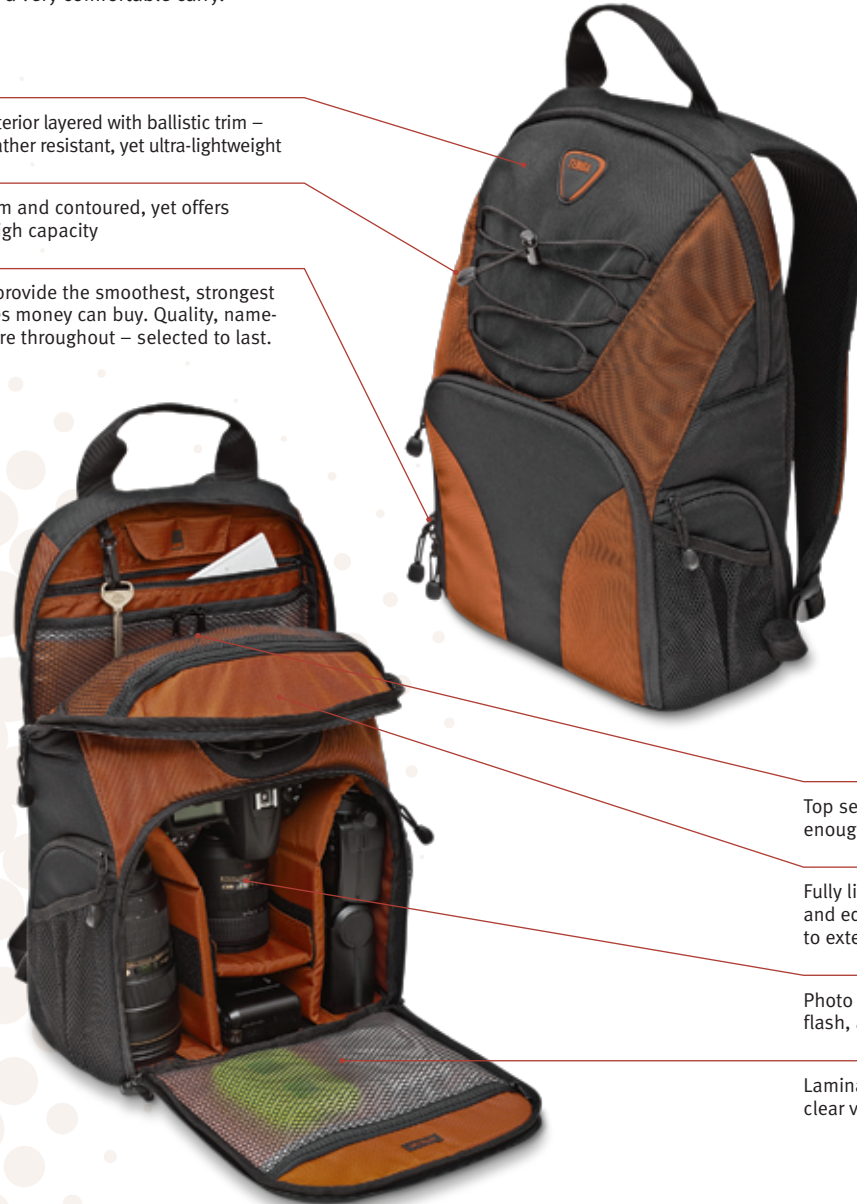 a very comfortable carry.
terior layered with ballistic trim –
ather resistant, yet ultra-lightweight
m and contoured, yet offers
igh capacity
provide the smoothest, strongest
es money can buy. Quality, name-
re throughout – selected to last.
Top se
enoug
Fully li
and ec
to exte
Photo
flash,
Lamina
clear v